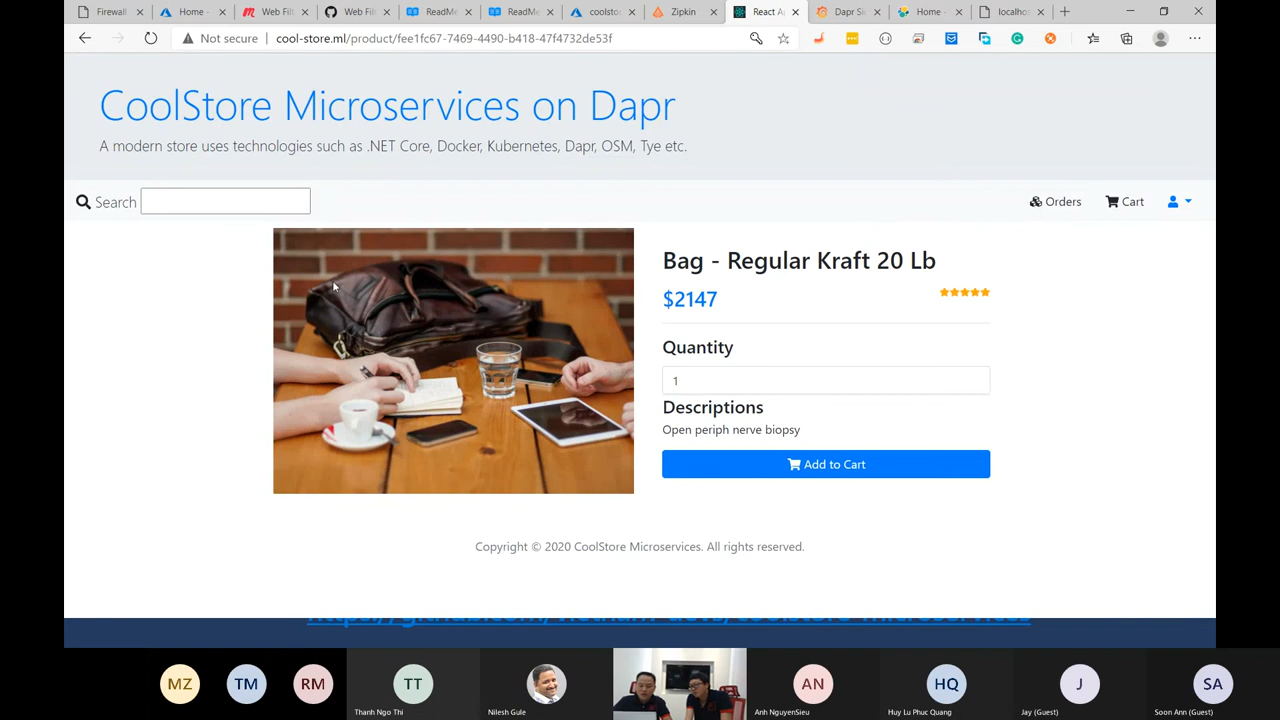 Firewall
Home -
Web Filt
Web Filt
ReadMe
ReadMe
coolsto
Zipkin
React A
Dapr Si
Home -
localhos
Not secure
cool-store.ml/product/fee1fc67-7469-4490-b418-47f4732de53f
CoolStore Microservices on Dapr
A modern store uses technologies such as .NET Core, Docker, Kubernetes, Dapr, OSM, Tye etc.
Search
Orders
Cart
Bag - Regular Kraft 20 Lb
$2147
Quantity
1
Descriptions
Open periph nerve biopsy
Add to Cart
Copyright © 2020 CoolStore Microservices. All rights reserved.
MZ
TM
RM
TT
AN
HQ
J
SA
Thanh Ngo Thi
Nilesh Gule
Anh NguyenSieu
Huy Lu Phuc Quang
Jay (Guest)
Soon Ann (Guest)